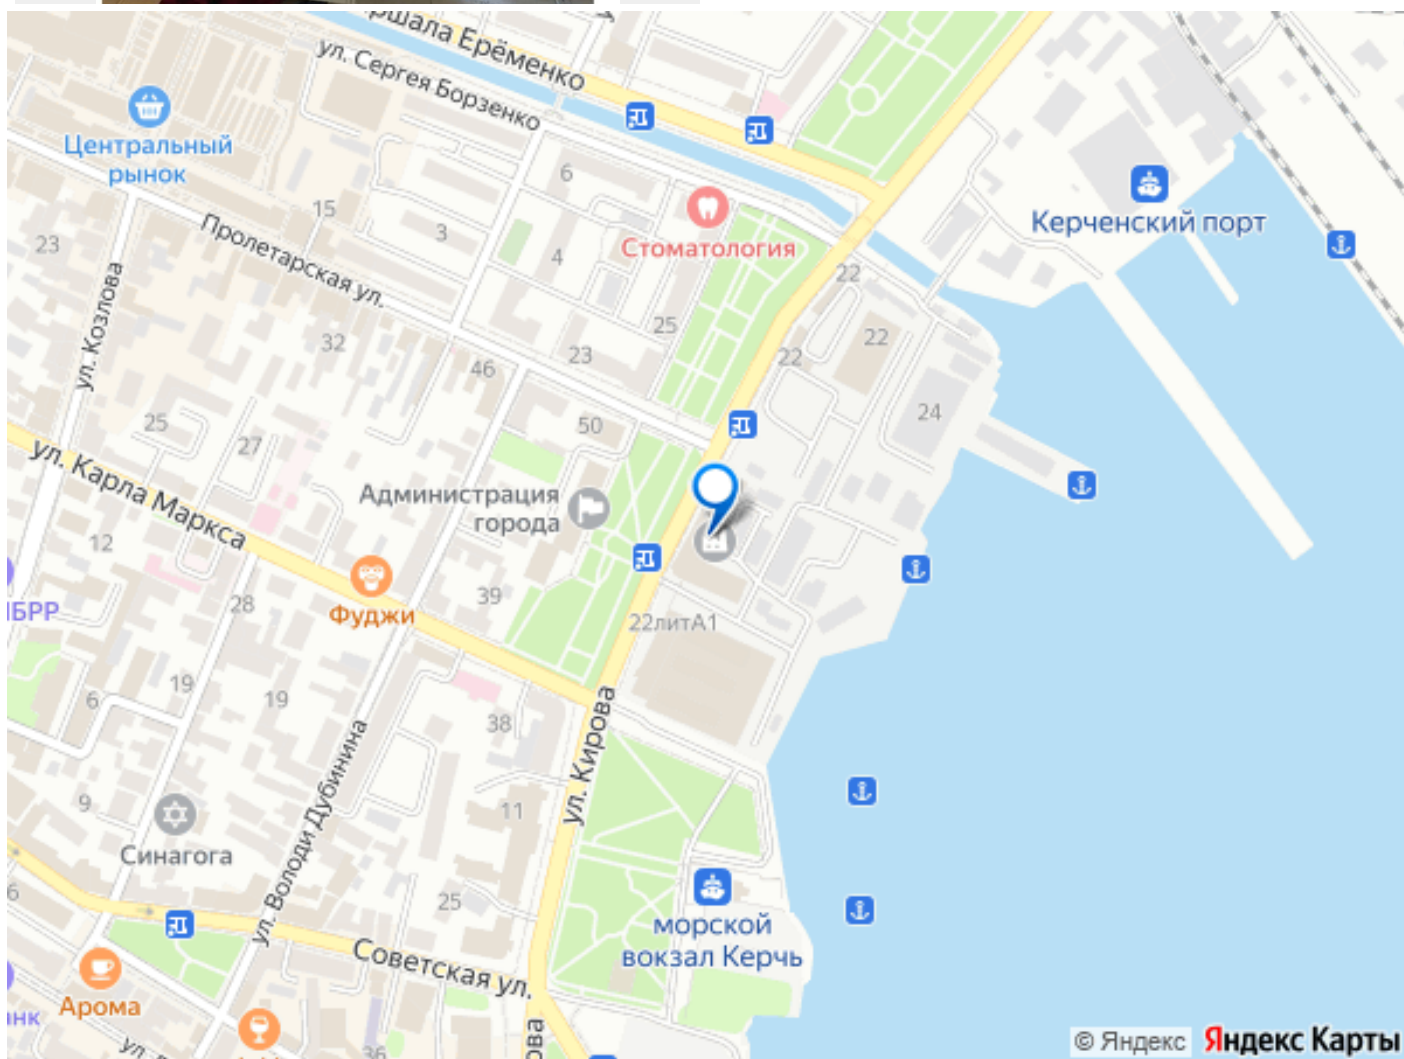 ршала Ерёменко
ул. Сергея Борзенко
Центральный
рынок
6
Стоматология
Керченский порт
15
3
4
23
Пролетарская ул.
ул. Козлова
22
25
32
23
22
22
46
24
25
50
27
ул. Карла Маркса
Администрация
города
12
39
Фуджи
БРР
28
22литА1
19
6
19
38
ул. Кирова
ул. Володи Дубинина
9
11
Синагога
6
25
морской
вокзал Керчь
Советская ул.
Арома
нк
36
ова
© Яндекс Яндекс Карты